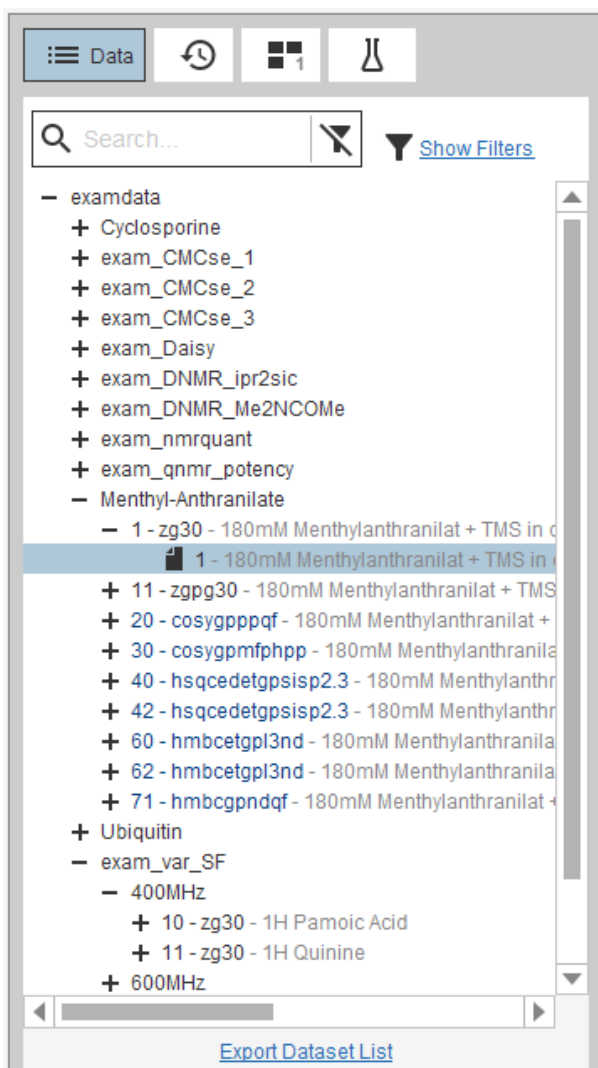 Data
1
Search...
Show Filters
examdata
Cyclosporine
exam_CMCse_1
exam_CMCse_2
exam_CMCse_3
exam_Daisy
exam_DNMR_ipr2sic
exam_DNMR_Me2NCOMe
exam_nmrquant
exam_qnmr_potency
Menthyl-Anthranilate
1 - zg30 - 180mM Menthylanthranilat + TMS in
1 - 180mM Menthylanthranilat + TMS in
11 - zgpg30 - 180mM Menthylanthranilat + TMS
20 - cosygpppqf - 180mM Menthylanthranilat +
30 - cosygpmfphpp - 180mM Menthylanthranila
40 - hsqcedetgpsisp2.3 - 180mM Menthylanthr
42 - hsqcedetgpsisp2.3 - 180mM Menthylanthr
60 - hmbcetgpl3nd - 180mM Menthylanthranila
62 - hmbcetgpl3nd - 180mM Menthylanthranila
71 - hmbcgpndqf - 180mM Menthylanthranilat +
Ubiquitin
exam_var_SF
400MHz
10 - zg30 - 1H Pamoic Acid
11 - zg30 - 1H Quinine
600MHz
Export Dataset List